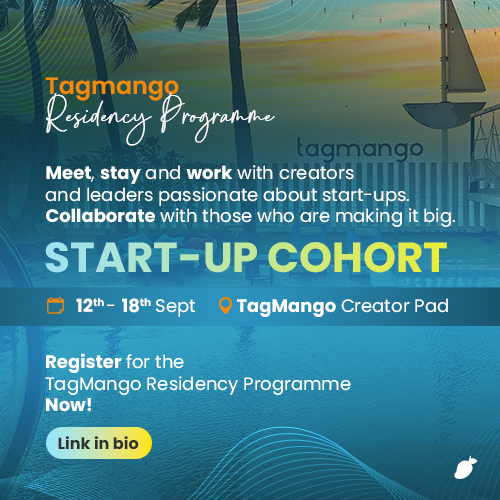 Tagmango
Residency Programme
tagmango
Meet, stay and work with creators
and leaders passionate about start-ups.
Collaborate with those who are making it big.
START-UP COHORT
12th - 18th Sept TagMango Creator Pad
Register for the
TagMango Residency Programme
Now!
Link in bio